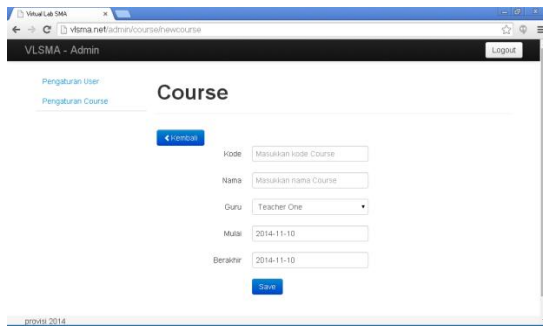 Virtual Lab SMA
vlsma.net/admin/course/newcourse
VLSMA - Admin
Logout
Pengaturan User
Pengaturan Course
Course
Kembali
Kode
Masukkan kode Course
Nama
Masukkan nama Course
Guru
Teacher One
Mulai
2014-11-10
Berakhir
2014-11-10
Save
provisi 2014